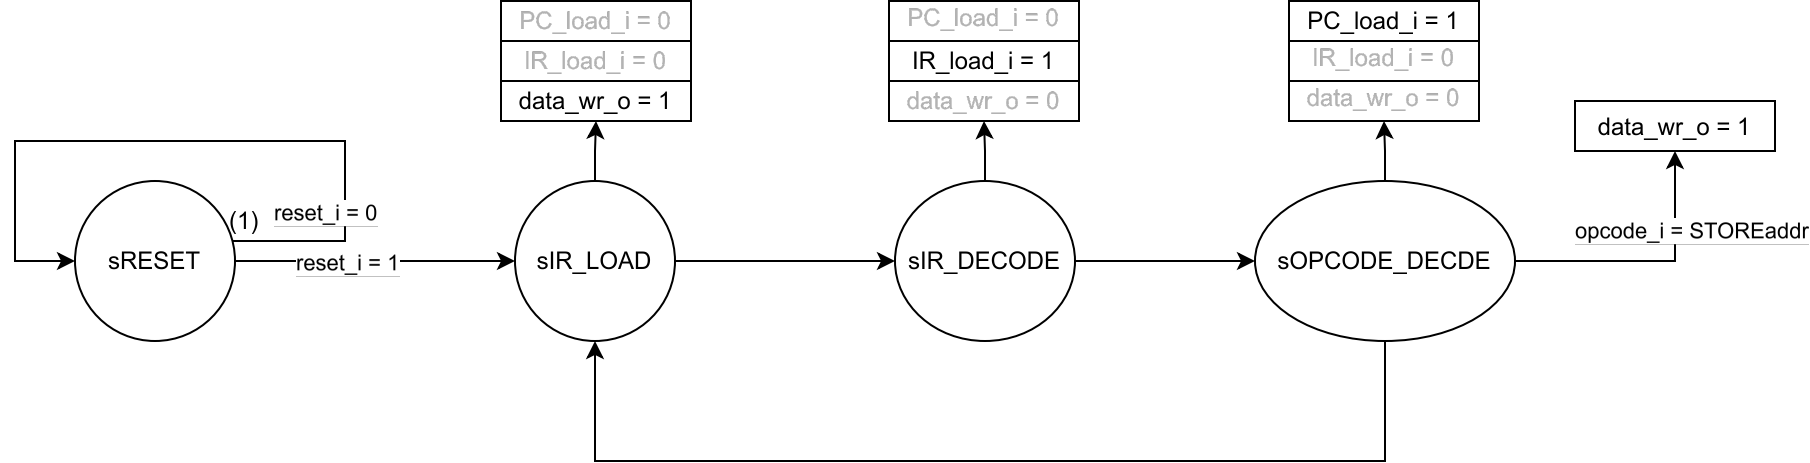 PC_load_i = 0
IR_load_i = 0
data_wr_o = 1
PC_load_i = 0
IR_load_i = 1
data_wr_o = 0
PC_load_i = 1
IR_load_i = 0
data_wr_o = 0
data_wr_o = 1
(1)
reset_i = 0
sRESET
reset_i = 1
sIR_LOAD
sIR_DECODE
sOPCODE_DECDE
opcode_i = STOREaddr